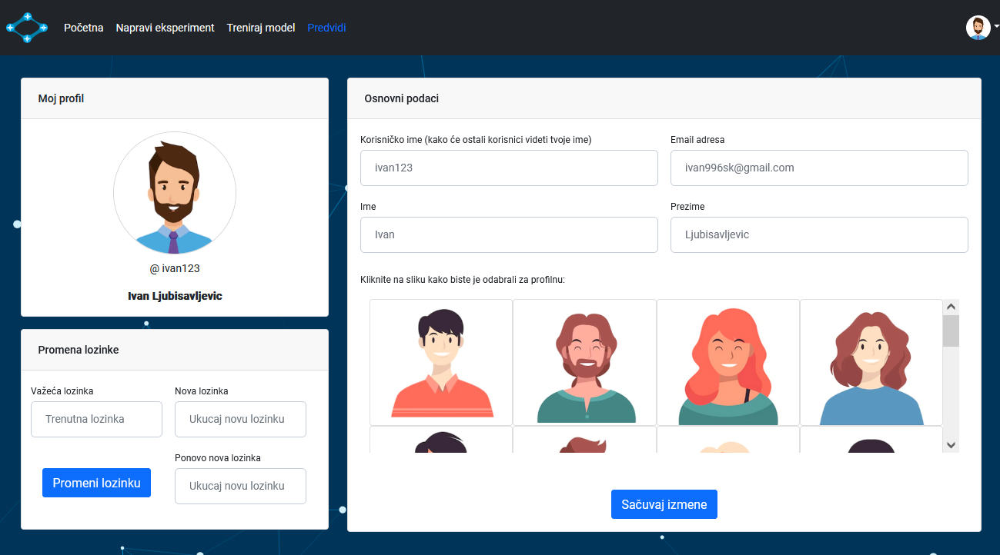 Početna Napravi eksperiment Treniraj model Predvidi
Moj profil
@ ivan123
Ivan Ljubisavljevic
Promena lozinke
Važeća lozinka Nova lozinka
Trenutna lozinka Ukucaj novu lozinku
Ponovo nova lozinka
Promeni lozinku Ukucaj novu lozinku
Osnovni podaci
Korisničko ime (kako će ostali korisnici videti tvoje ime) Email adresa
ivan123 ivan996sk@gmail.com
Ime Prezime
Ivan Ljubisavljevic
Kliknite na sliku kako biste je odabrali za profilnu:
Sačuvaj izmene